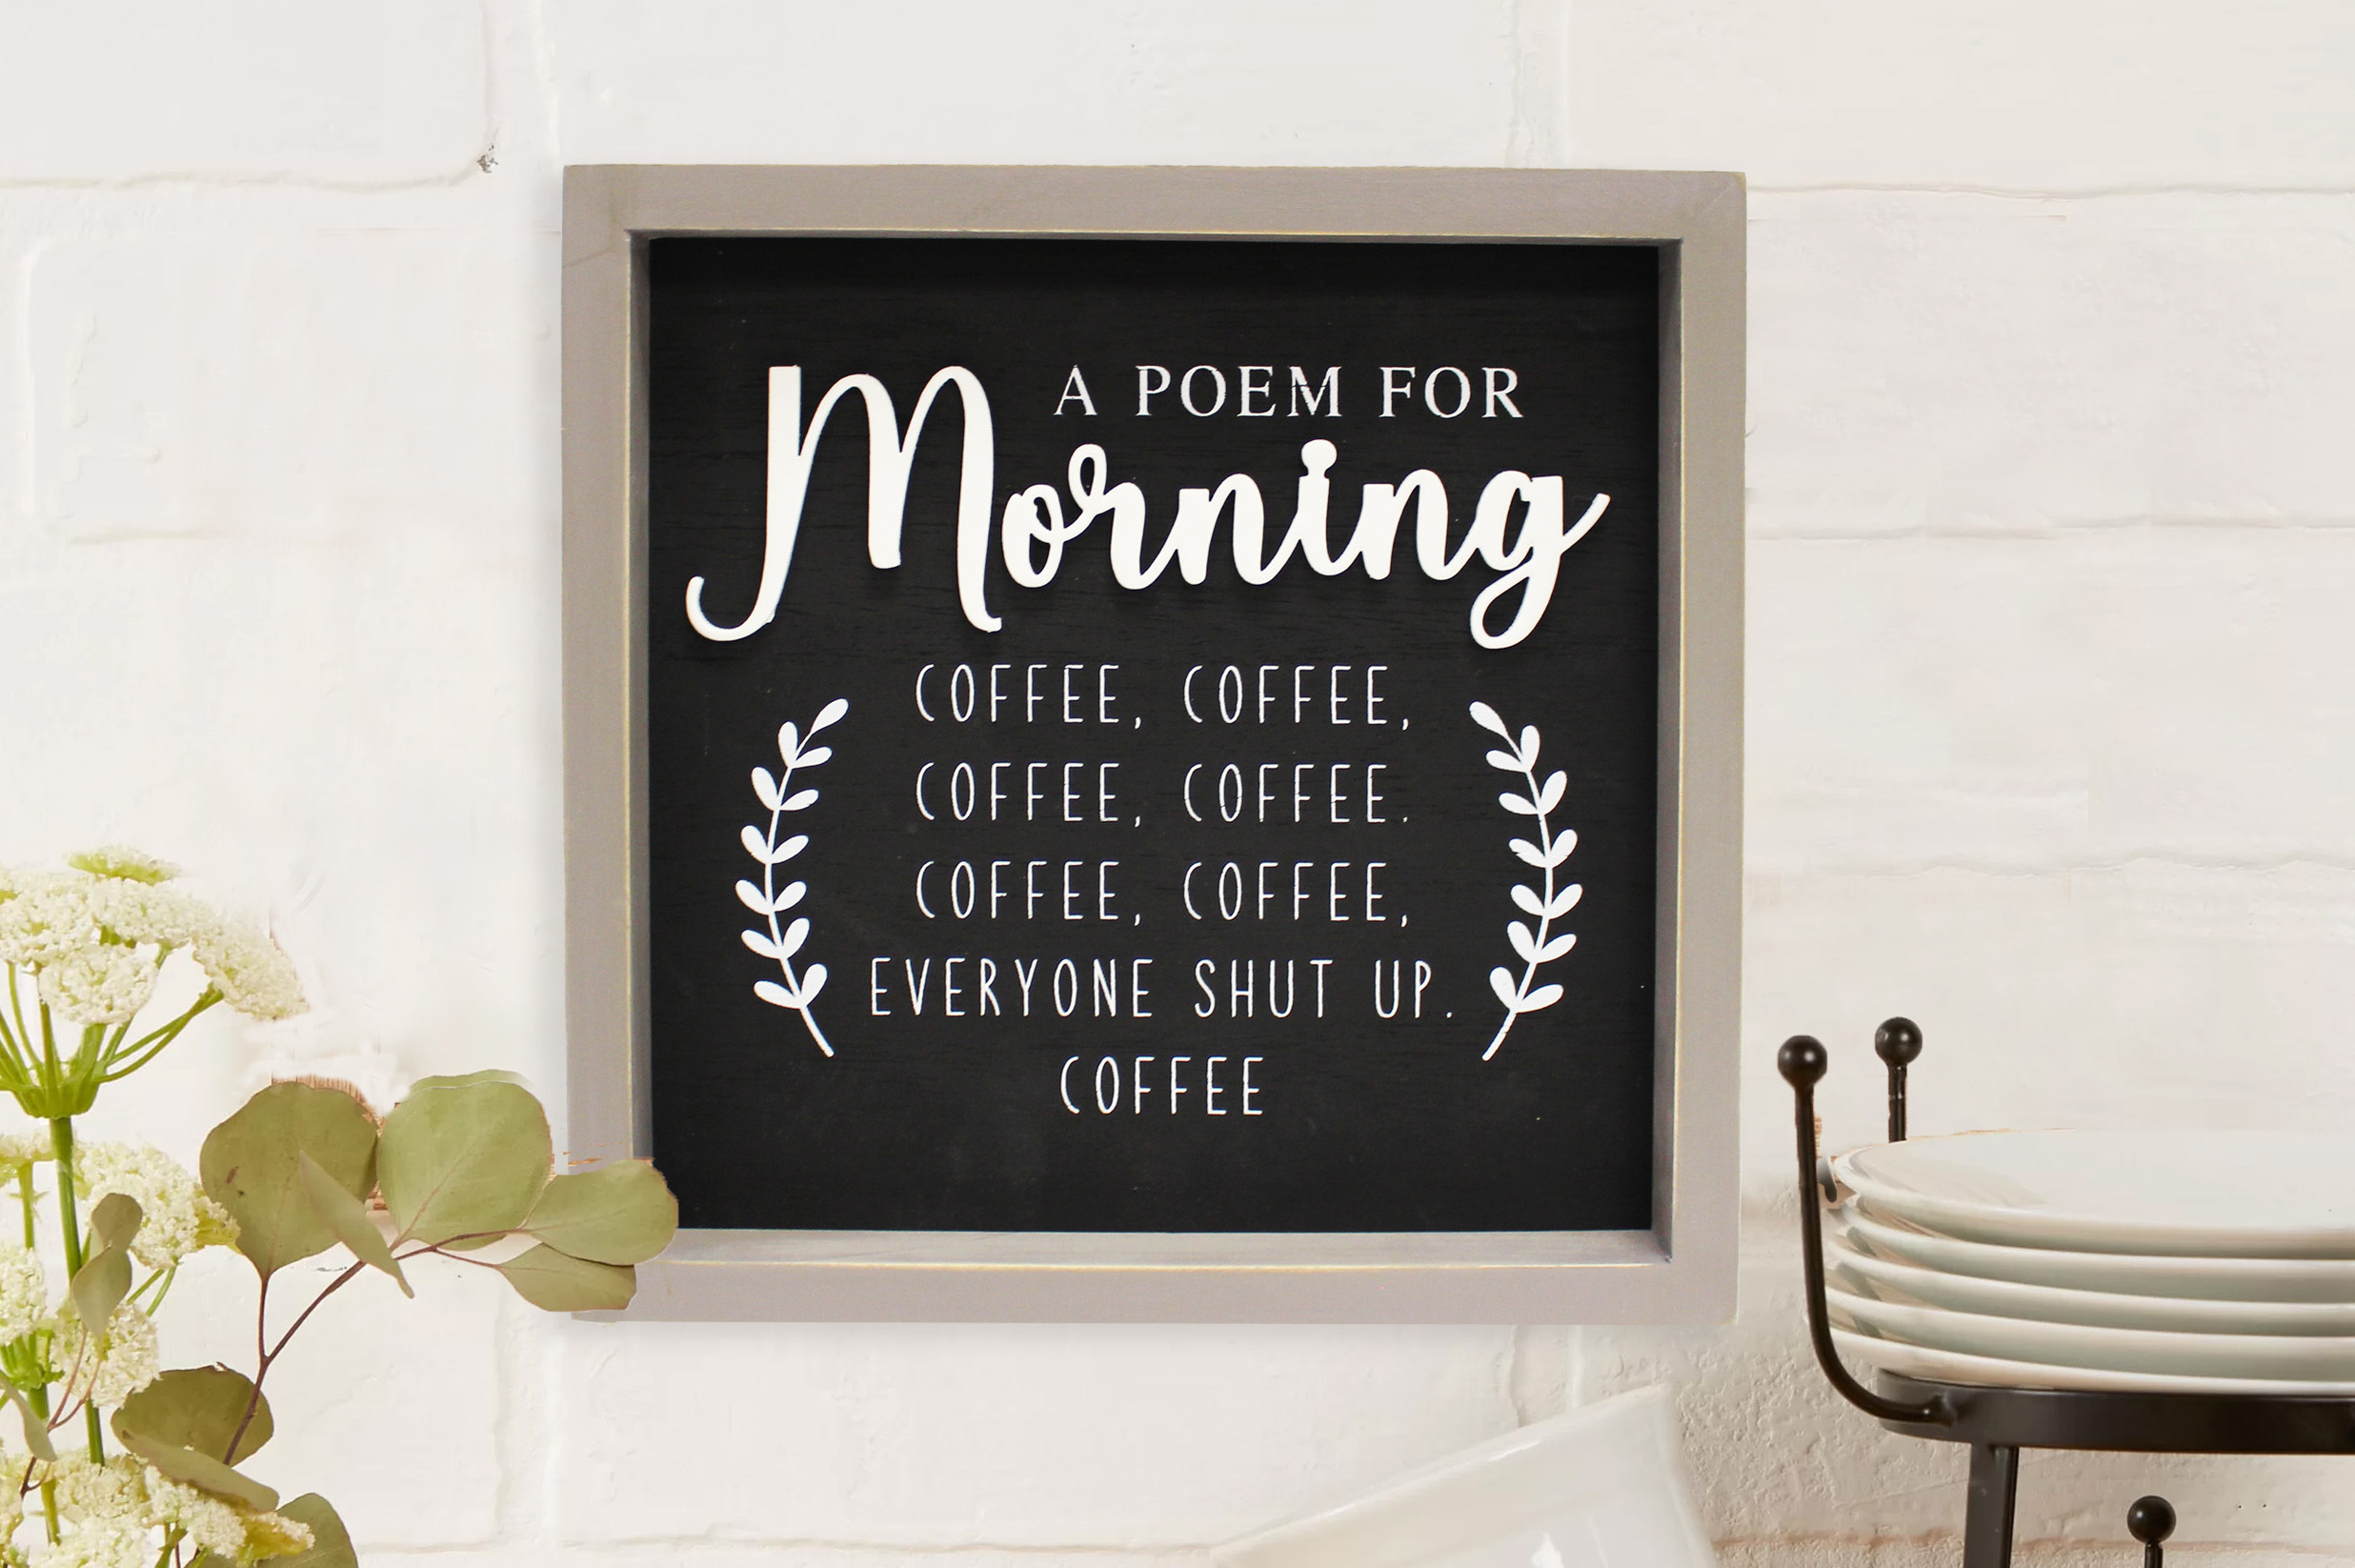 A POEM FOR
Morning
COFFEE, COFFEE,
COFFEE, COFFEE.
COFFEE, COFFEE,
EVERYONE SHUT UP.
COFFEE